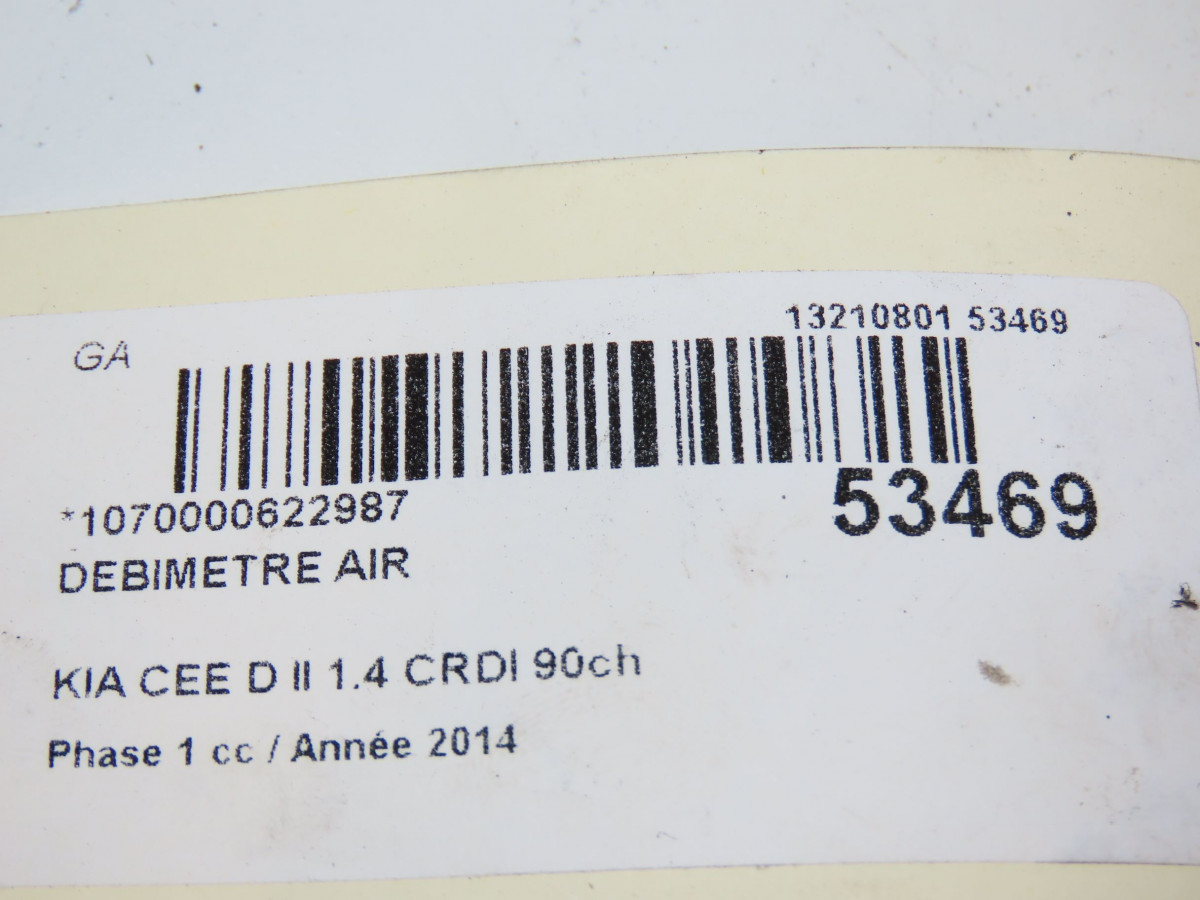 13210801 53469
GA
*1070000622987
53469
DEBIMETRE AIR
KIA CEE D II 1.4 CRDI 90ch
Phase 1 cc / Année 2014